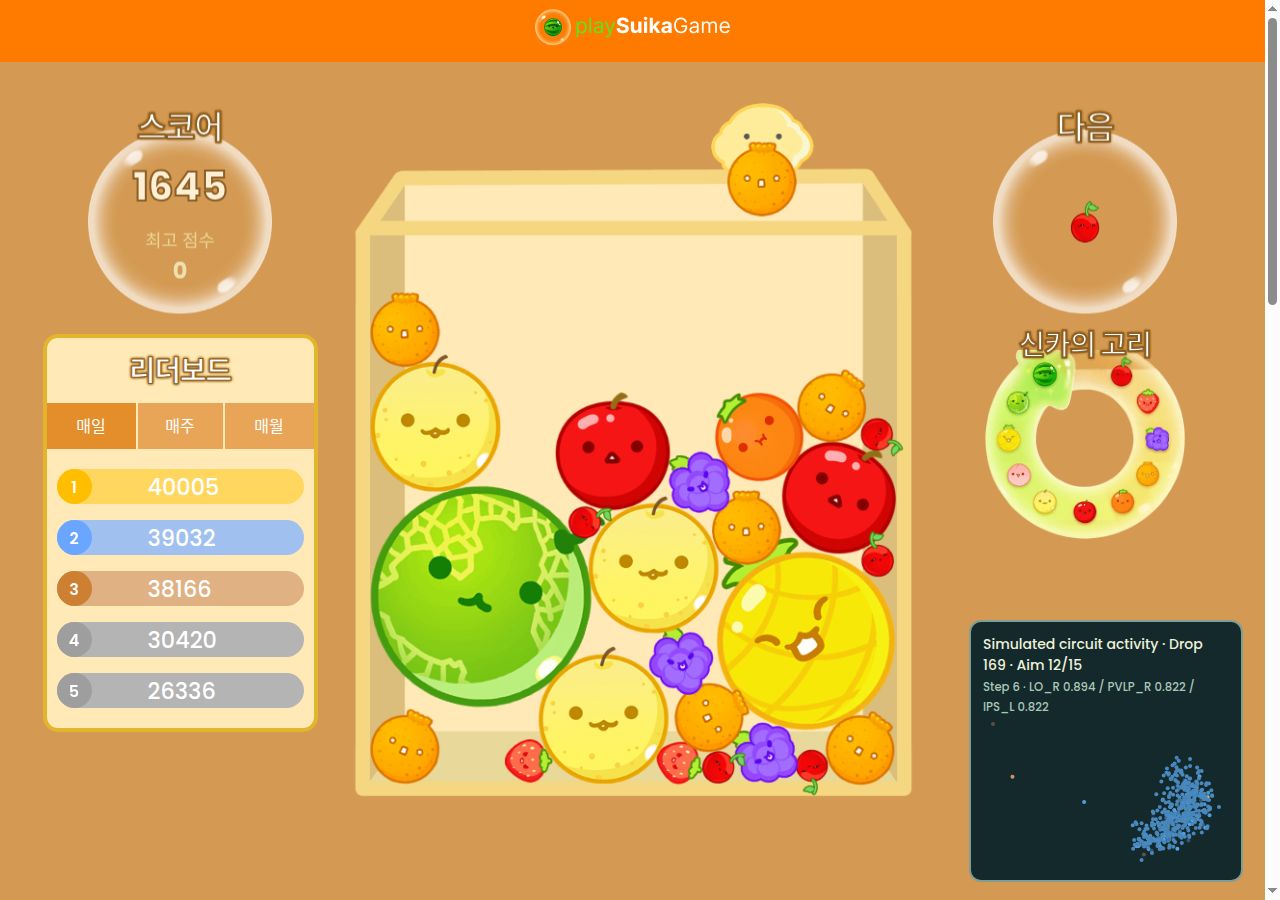 playSuikaGame
스코어
1645
최고 점수
0
다음
신카의 고리
리더보드
매일
매주
매월
1 40005
2 39032
3 38166
4 30420
5 26336
Simulated circuit activity · Drop
169 · Aim 12/15
Step 6 · LO_R 0.894 / PVLP_R 0.822 /
IPS_L 0.822